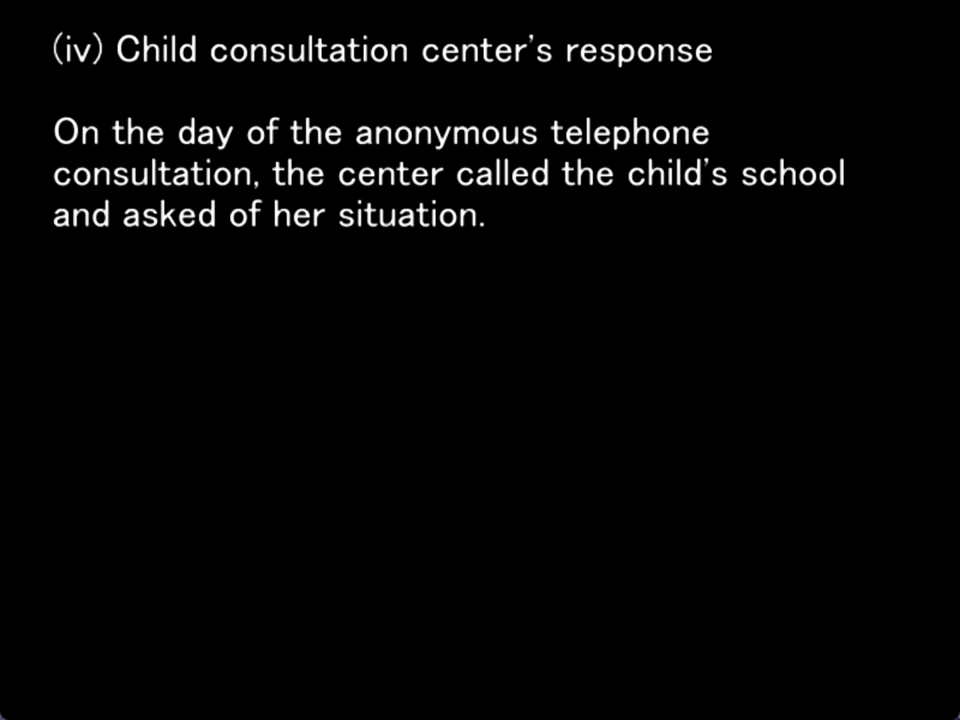 (iv) Child consultation center's response
On the day of the anonymous telephone
consultation, the center called the child's school
and asked of her situation.